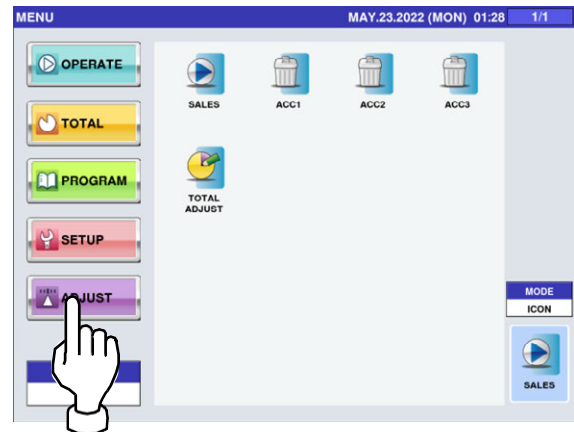 MENU
MAY.23.2022 (MON) 01:28
1/1
OPERATE
TOTAL
PROGRAM
SETUP
ADJUST
SALES
ACC1
ACC2
ACC3
TOTAL
ADJUST
MODE
ICON
SALES